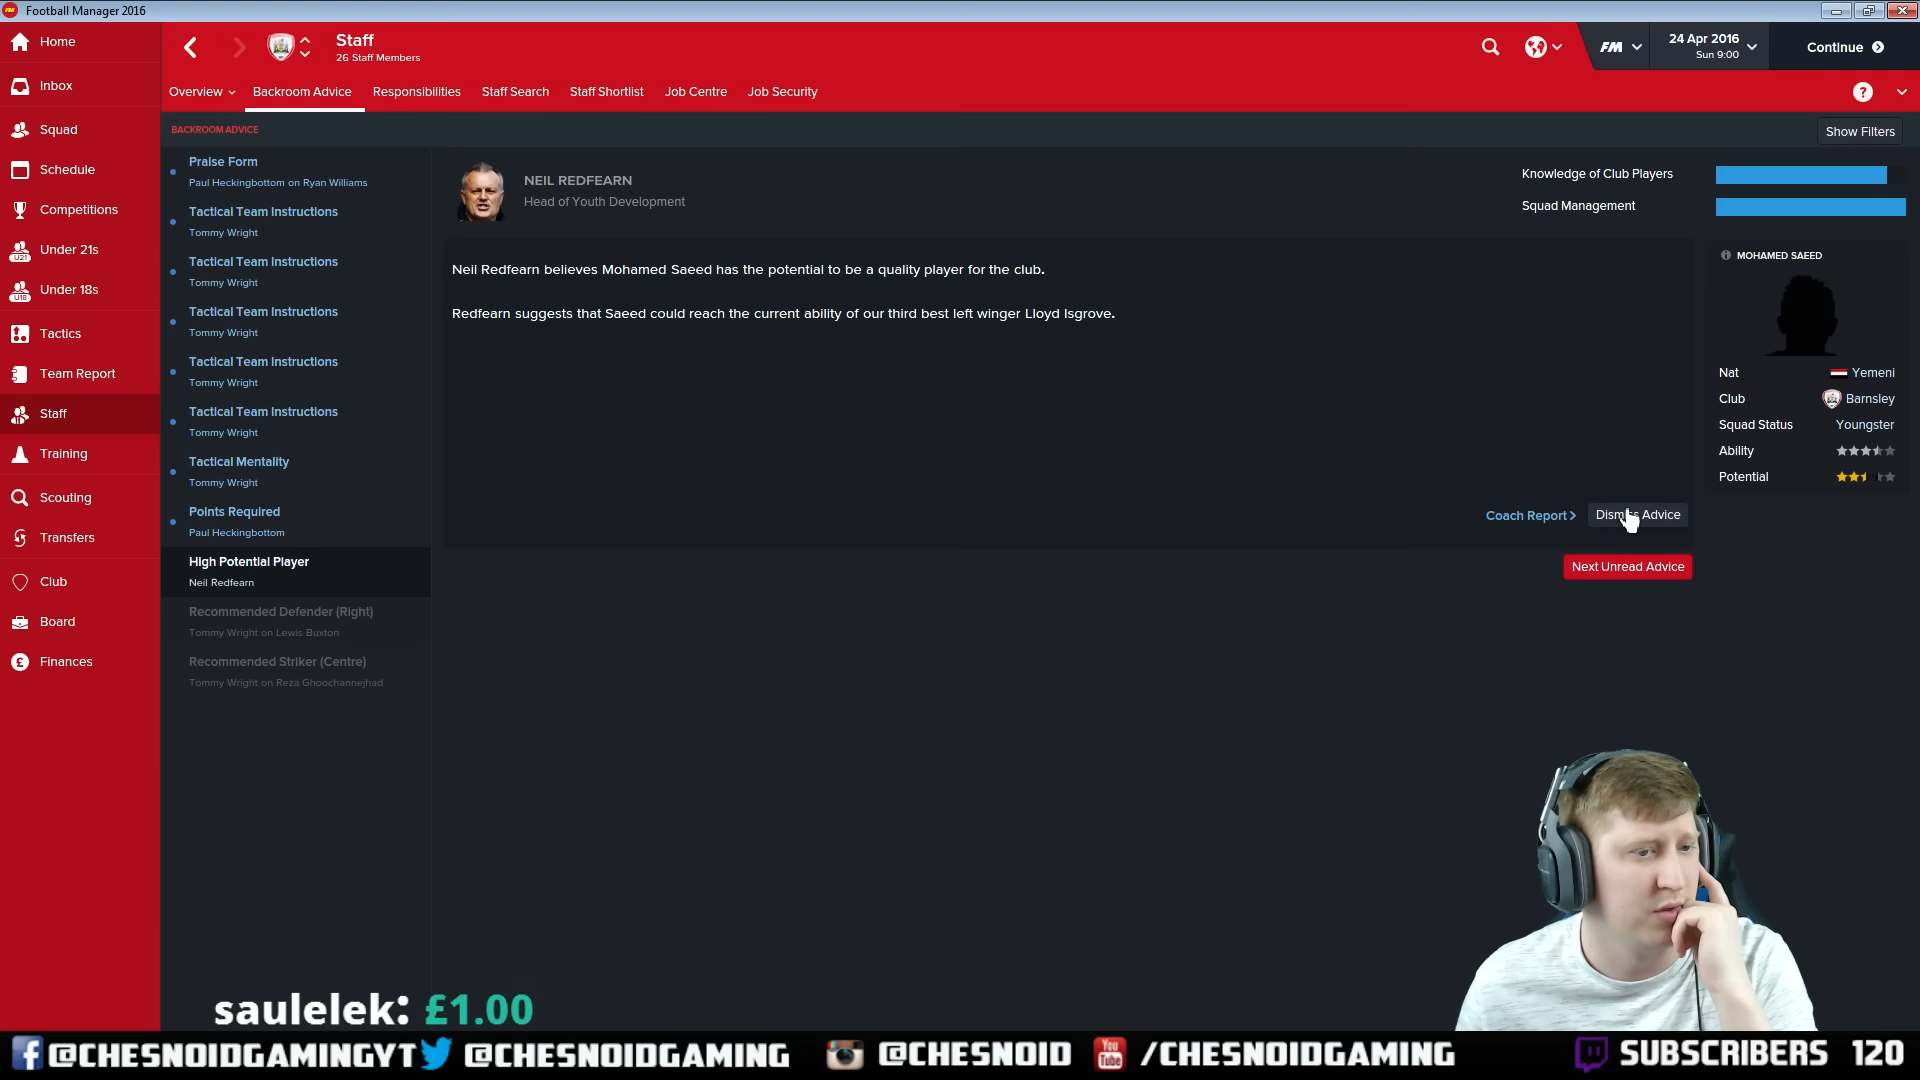 Football Manager 2016
Home
Inbox
Squad
Schedule
Competitions
Under 21s
Under 18s
Tactics
Team Report
Staff
Training
Scouting
Transfers
Club
Board
Finances
Staff
26 Staff Members
FM
24 Apr 2016
Sun 9:00
Continue
Overview
Backroom Advice
Responsibilities
Staff Search
Staff Shortlist
Job Centre
Job Security
BACKROOM ADVICE
Show Filters
Praise Form
Paul Heckingbottom on Ryan Williams
Tactical Team Instructions
Tommy Wright
Tactical Team Instructions
Tommy Wright
Tactical Team Instructions
Tommy Wright
Tactical Team Instructions
Tommy Wright
Tactical Team Instructions
Tommy Wright
Tactical Mentality
Tommy Wright
Points Required
Paul Heckingbottom
High Potential Player
Neil Redfearn
Recommended Defender (Right)
Tommy Wright on Lewis Buxton
Recommended Striker (Centre)
Tommy Wright on Reza Ghoochannejhad
NEIL REDFEARN
Head of Youth Development
Knowledge of Club Players
Squad Management
Neil Redfearn believes Mohamed Saeed has the potential to be a quality player for the club.
Redfearn suggests that Saeed could reach the current ability of our third best left winger Lloyd Isgrove.
Coach Report >
Dismiss Advice
Next Unread Advice
MOHAMED SAEED
Nat Yemeni
Club Barnsley
Squad Status Youngster
Ability
Potential
saulelek: £1.00
@CHESNOIDGAMINGYT
@CHESNOIDGAMING
@CHESNOID
You Tube
/CHESNOIDGAMING
SUBSCRIBERS 120